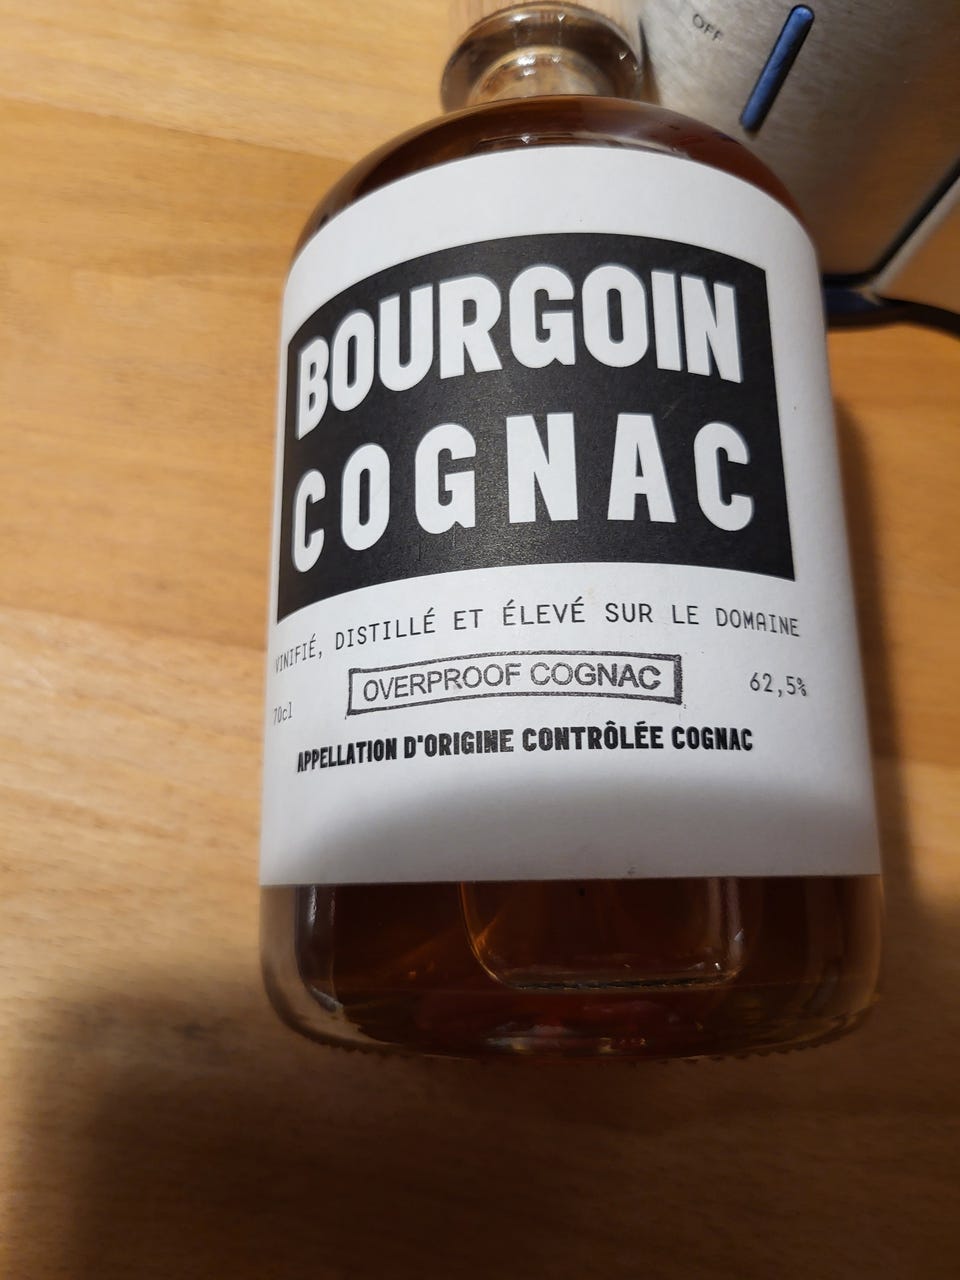 OFF
BOURGOIN
COGNAC
VINIFIÉ, DISTILLÉ ET ÉLEVÉ SUR LE DOMAINE
70cl OVERPROOF COGNAC 62,5%
APPELLATION D'ORIGINE CONTRÔLÉE COGNAC